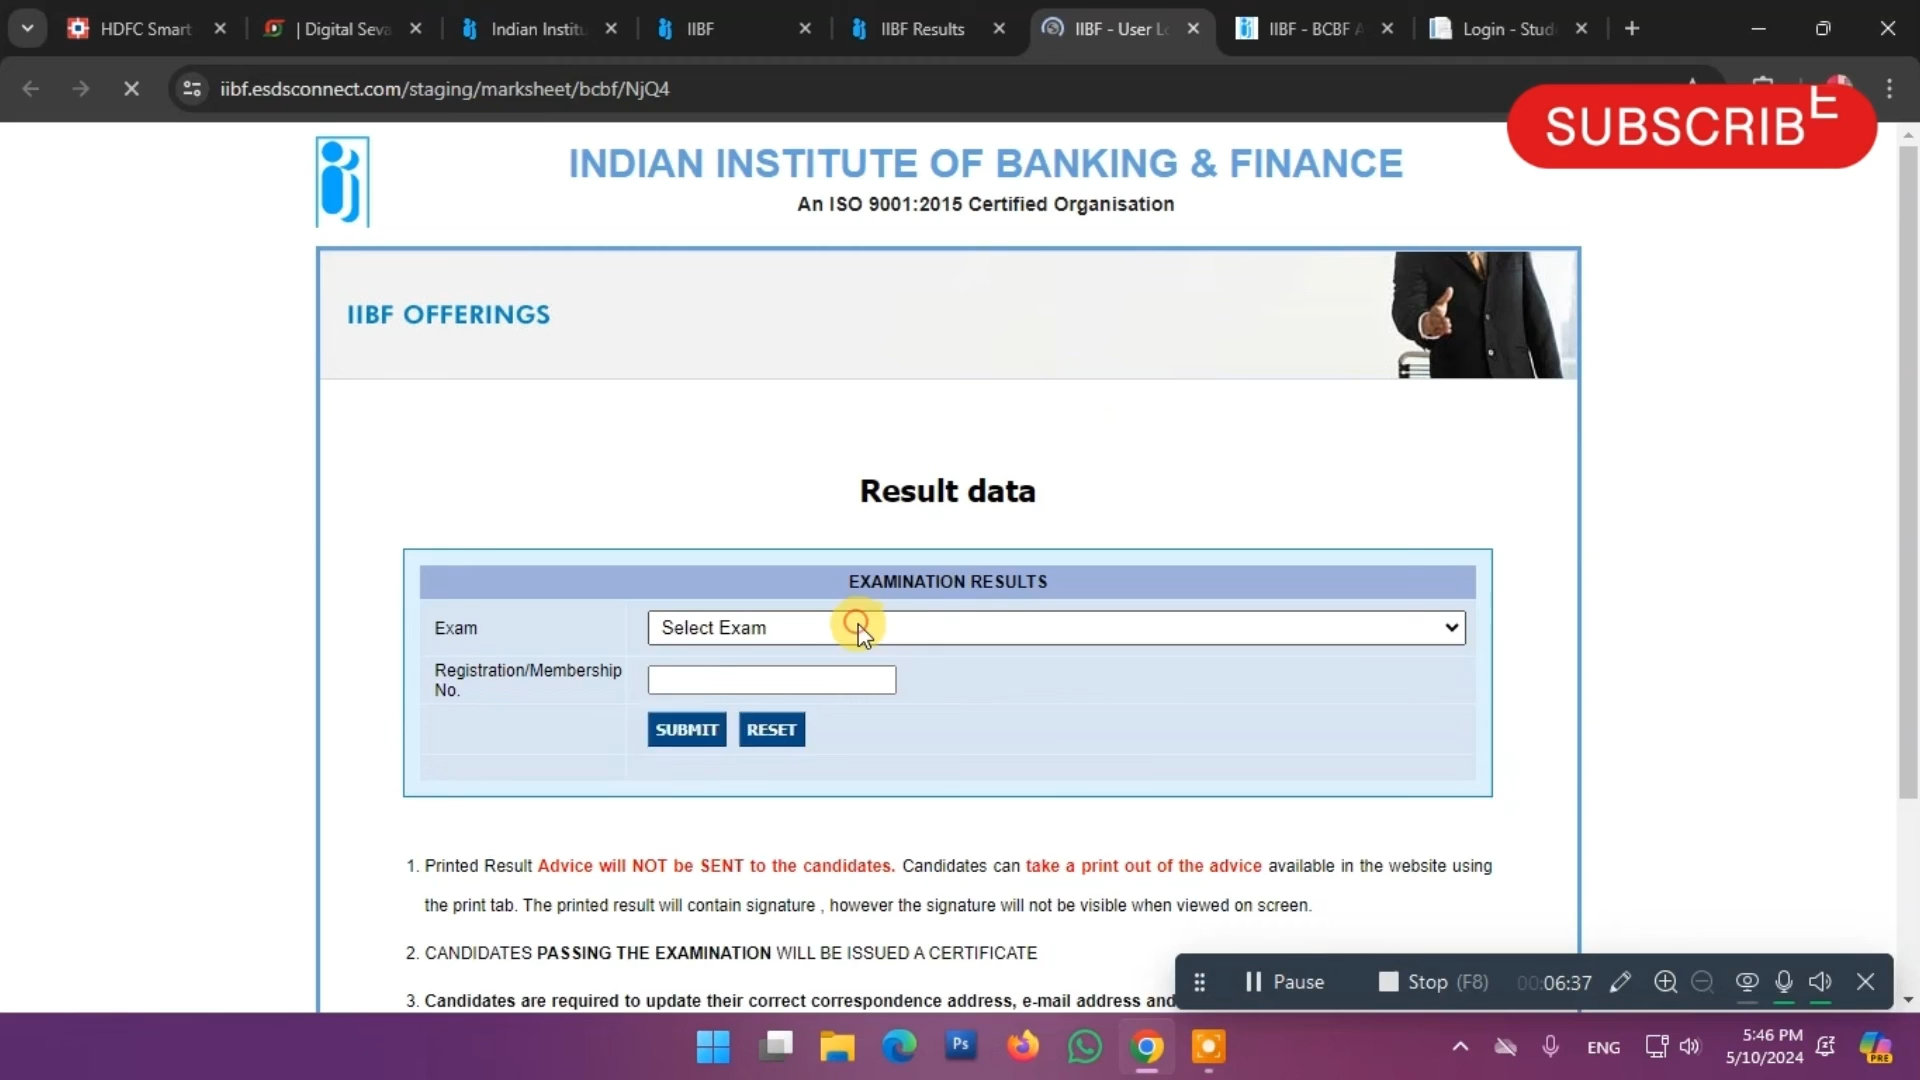 HDFC Smart
| Digital Seva
Indian Institu
IIBF
IIBF Results
IIBF - User Lo
IIBF - BCBF A
Login - Stud
iibf.esdsconnect.com/staging/marksheet/bcbf/NjQ4
SUBSCRIBE
INDIAN INSTITUTE OF BANKING & FINANCE
An ISO 9001:2015 Certified Organisation
IIBF OFFERINGS
Result data
EXAMINATION RESULTS
Exam
Select Exam
Registration/Membership
No.
SUBMIT
RESET
1. Printed Result Advice will NOT be SENT to the candidates. Candidates can take a print out of the advice available in the website using
the print tab. The printed result will contain signature , however the signature will not be visible when viewed on screen.
2. CANDIDATES PASSING THE EXAMINATION WILL BE ISSUED A CERTIFICATE
3. Candidates are required to update their correct correspondence address, e-mail address and
Pause
Stop (F8)
00:06:37
Ps
ENG
5:46 PM
5/10/2024
PRE